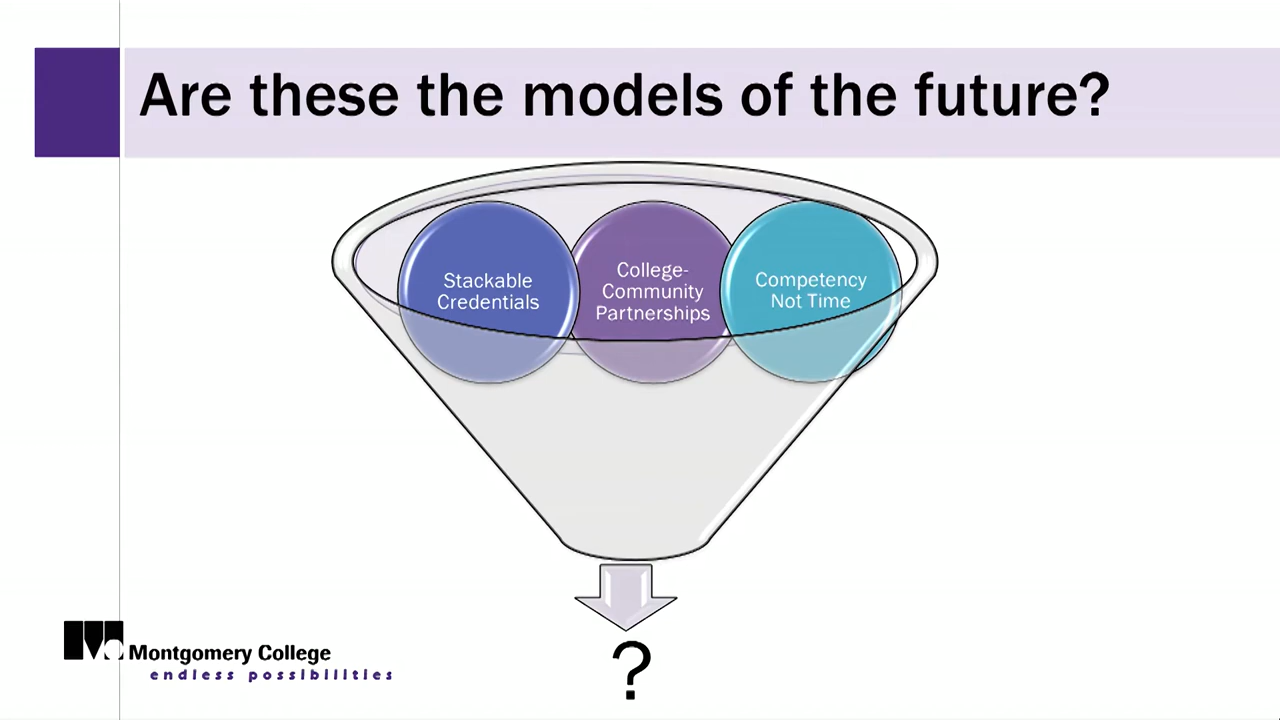 Are these the models of the future?
Stackable
Credentials
College-
Community
Partnerships
Competency
Not Time
?
Montgomery College
endless possibilities